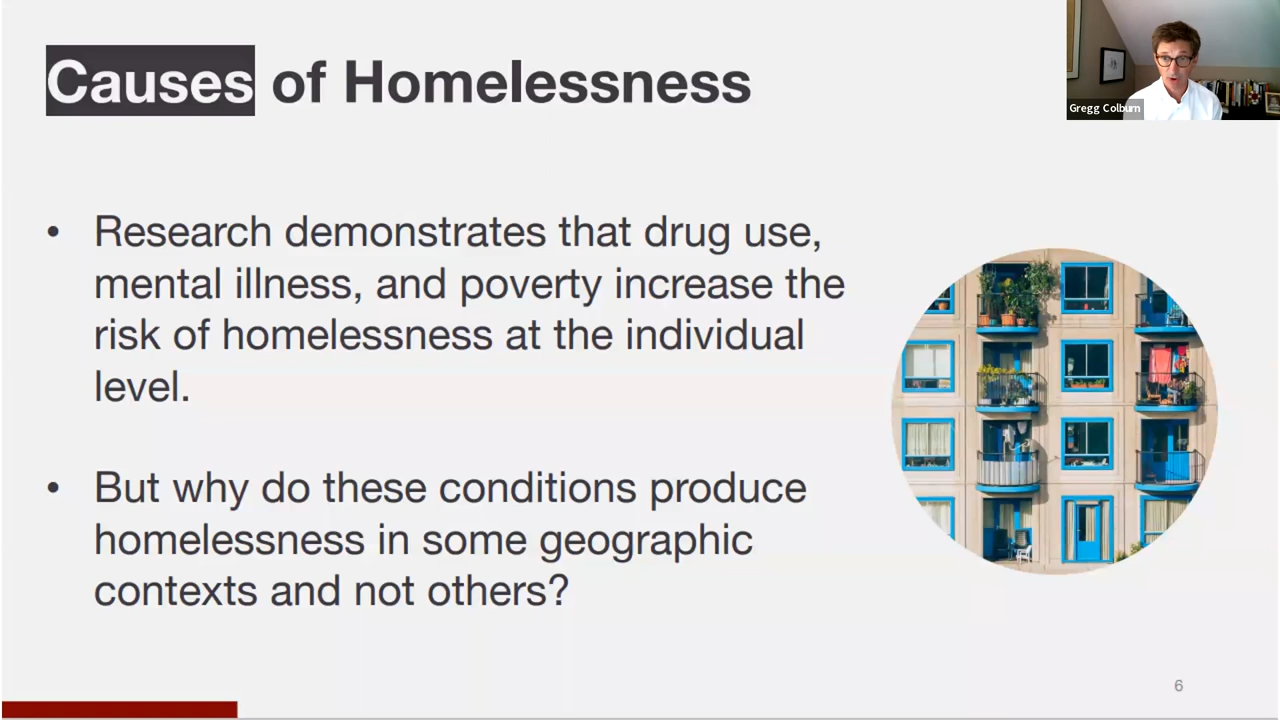 Causes of Homelessness
Gregg Colburn
• Research demonstrates that drug use,
mental illness, and poverty increase the
risk of homelessness at the individual
level.
• But why do these conditions produce
homelessness in some geographic
contexts and not others?
6